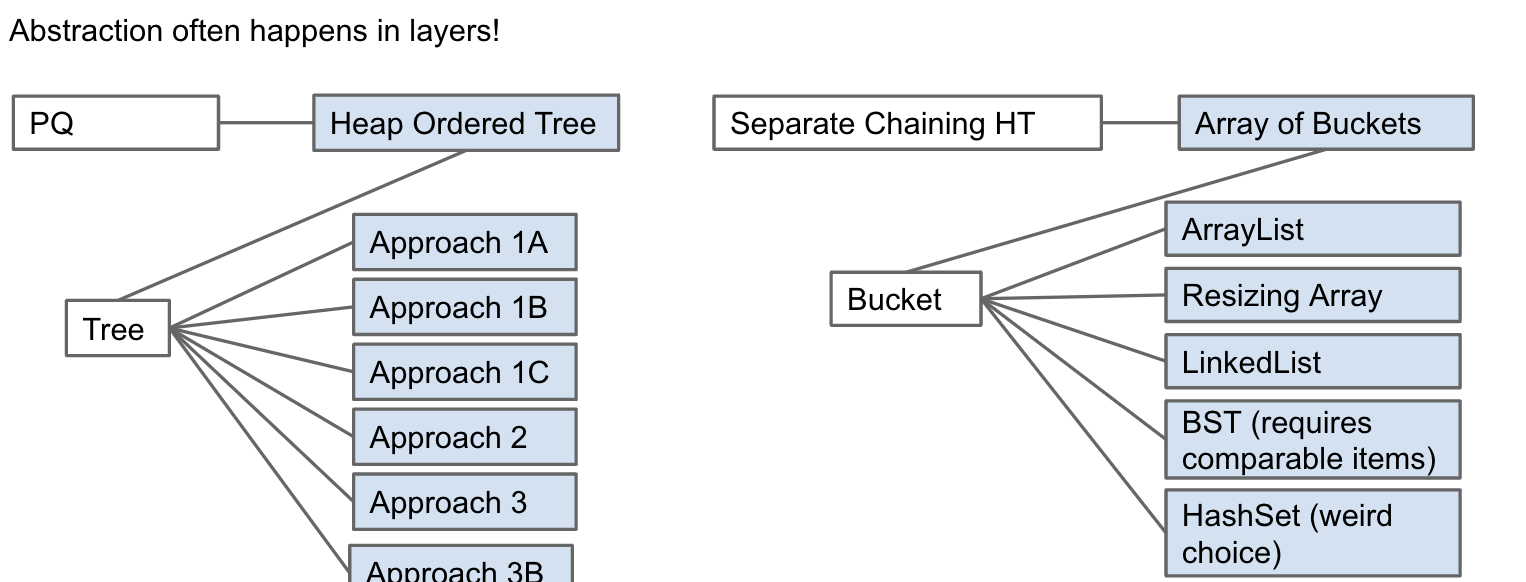 Abstraction often happens in layers!
PQ
Heap Ordered Tree
Tree
Approach 1A
Approach 1B
Approach 1C
Approach 2
Approach 3
Approach 3B
Separate Chaining HT
Array of Buckets
Bucket
ArrayList
Resizing Array
LinkedList
BST (requires
comparable items)
HashSet (weird
choice)